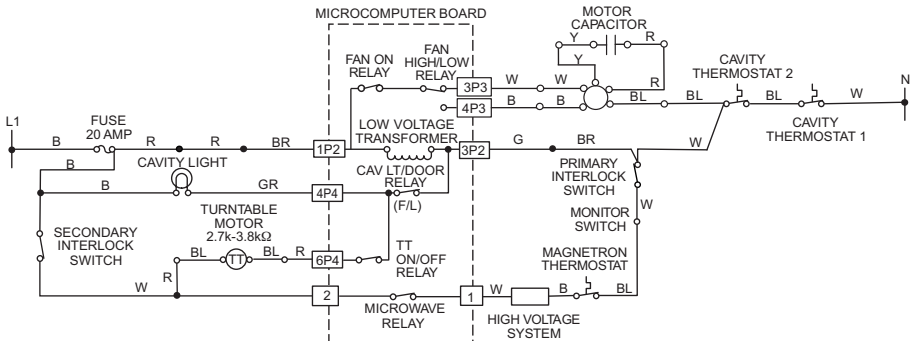 MICROCOMPUTER BOARD
MOTOR
CAPACITOR
Y
R
Y
R
FAN ON
RELAY
FAN
HIGH/LOW
RELAY
3P3
W
W
4P3
B
B
BL
BL
CAVITY
THERMOSTAT 2
BL
W
N
CAVITY
THERMOSTAT 1
L1
B
FUSE
20 AMP
R
R
BR
1P2
LOW VOLTAGE
TRANSFORMER
3P2
G
BR
W
B
CAVITY LIGHT
B
GR
4P4
CAV LT/DOOR
RELAY
(F/L)
PRIMARY
INTERLOCK
SWITCH
W
MONITOR
SWITCH
SECONDARY
INTERLOCK
SWITCH
TURNTABLE
MOTOR
2.7k-3.8kΩ
BL
TT
BL
R
6P4
TT
ON/OFF
RELAY
R
MAGNETRON
THERMOSTAT
W
2
MICROWAVE
RELAY
1
W
HIGH VOLTAGE
SYSTEM
B
BL